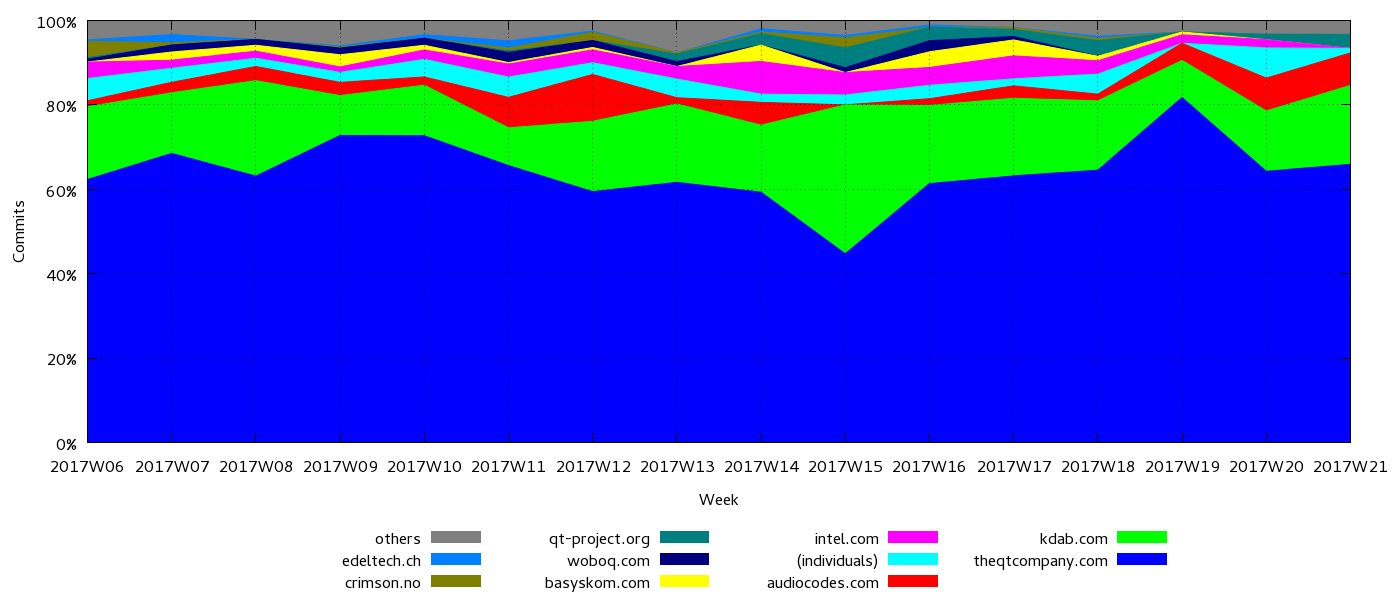 100%
80%
60%
40%
20%
0%
Commits
2017W06 2017W07 2017W08 2017W09 2017W10 2017W11 2017W12 2017W13 2017W14 2017W15 2017W16 2017W17 2017W18 2017W19 2017W20 2017W21
Week
others qt-project.org intel.com kdab.com
edeltech.ch woboq.com (individuals) theqtcompany.com
crimson.no basyskom.com audiocodes.com